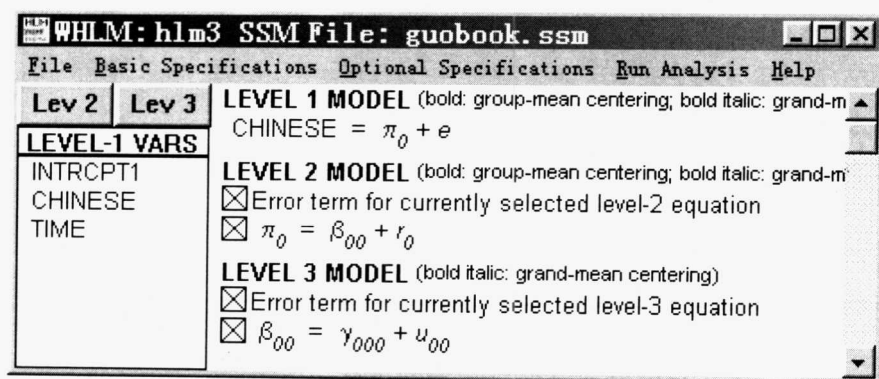 WHLM: hlm3 SSM File: guobook.ssm
File Basic Specifications Optional Specifications Run Analysis Help
Lev 2 Lev 3
LEVEL-1 VARS
INTRCPT1
CHINESE
TIME
LEVEL 1 MODEL (bold: group-mean centering; bold italic: grand-m
CHINESE = π₀ + e
LEVEL 2 MODEL (bold: group-mean centering; bold italic: grand-m
Error term for currently selected level-2 equation
π₀ = β₀₀ + r₀
LEVEL 3 MODEL (bold italic: grand-mean centering)
Error term for currently selected level-3 equation
β₀₀ = γ₀₀₀ + u₀₀